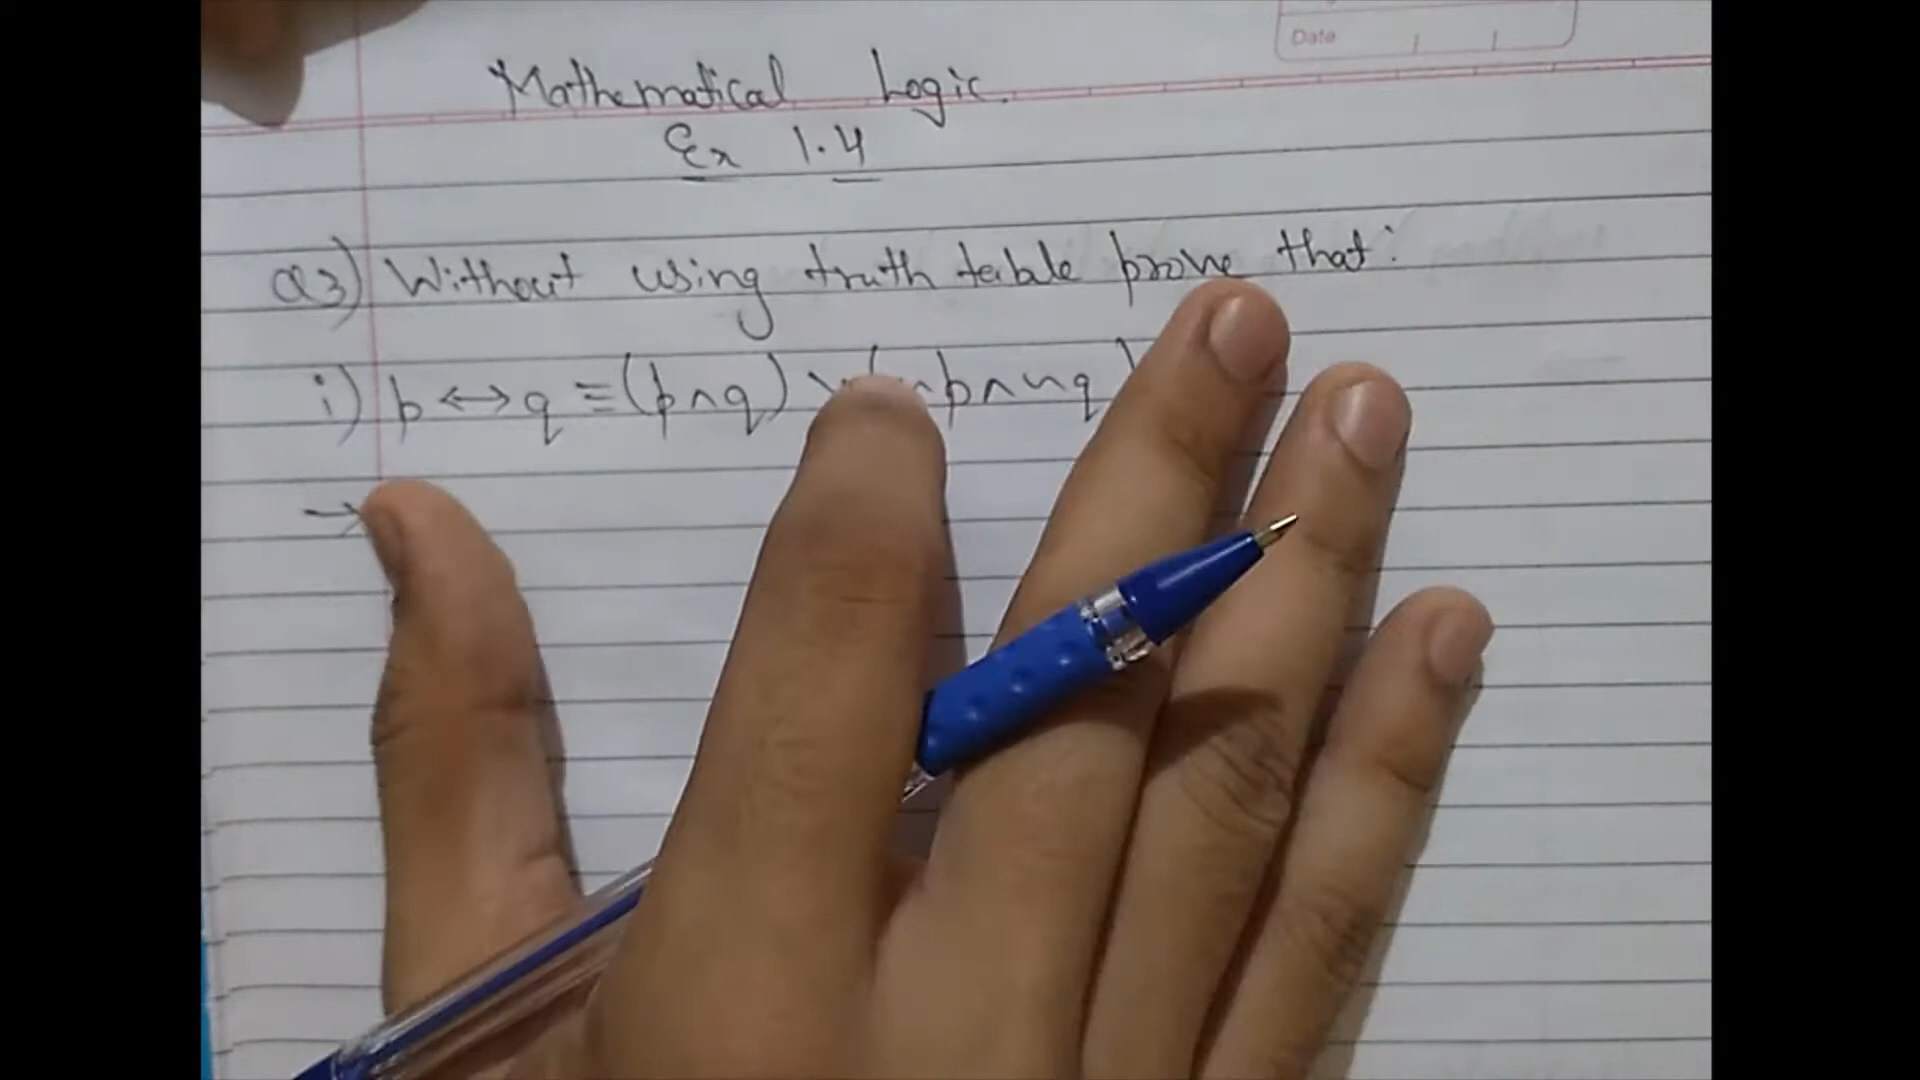 Date
Mathematical Logic.
Ex 1.4
Q3) Without using truth table prove that:
i) p ↔ q ≡ (p ∧ q) ∨ (~p ∧ ~q)
→